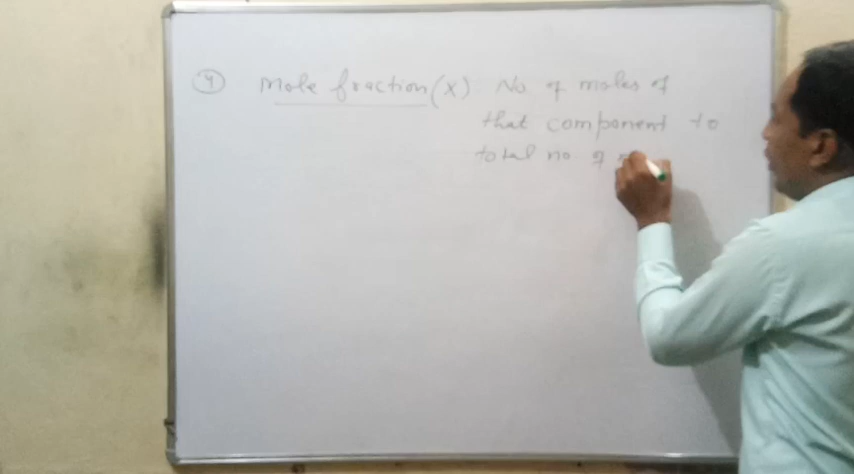 ④ Mole fraction (X) No of moles of
that component to
total no of